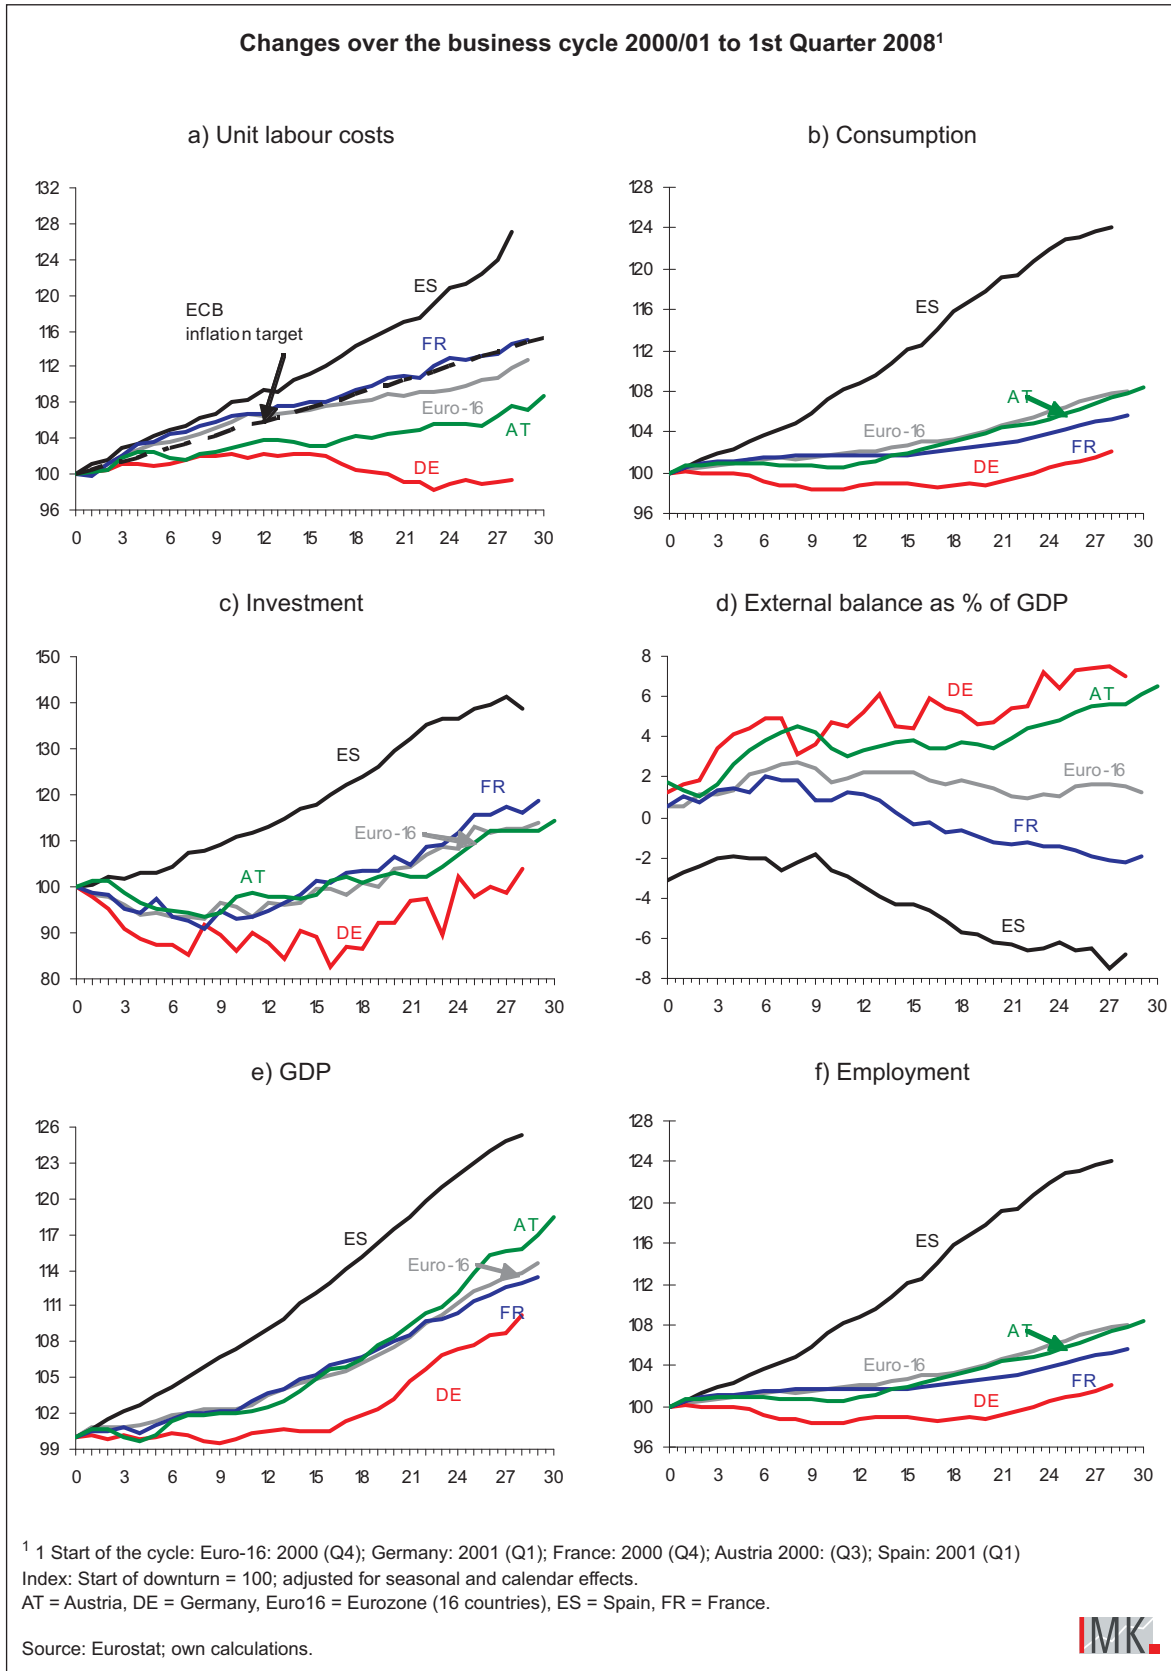 Changes over the business cycle 2000/01 to 1st Quarter 2008¹
a) Unit labour costs
132
128
124
120
116
112
108
104
100
96
0 3 6 9 12 15 18 21 24 27 30
ES
ECB
inflation target
FR
Euro-16
AT
DE
b) Consumption
128
124
120
116
112
108
104
100
96
0 3 6 9 12 15 18 21 24 27 30
ES
AT
Euro-16
FR
DE
c) Investment
150
140
130
120
110
100
90
80
0 3 6 9 12 15 18 21 24 27 30
ES
FR
Euro-16
AT
DE
d) External balance as % of GDP
8
6
4
2
0
-2
-4
-6
-8
0 3 6 9 12 15 18 21 24 27 30
DE
AT
Euro-16
FR
ES
e) GDP
126
123
120
117
114
111
108
105
102
99
0 3 6 9 12 15 18 21 24 27 30
ES
AT
Euro-16
FR
DE
f) Employment
128
124
120
116
112
108
104
100
96
0 3 6 9 12 15 18 21 24 27 30
ES
AT
Euro-16
FR
DE
¹ 1 Start of the cycle: Euro-16: 2000 (Q4); Germany: 2001 (Q1); France: 2000 (Q4); Austria 2000: (Q3); Spain: 2001 (Q1)
Index: Start of downturn = 100; adjusted for seasonal and calendar effects.
AT = Austria, DE = Germany, Euro16 = Eurozone (16 countries), ES = Spain, FR = France.
Source: Eurostat; own calculations.
IMK